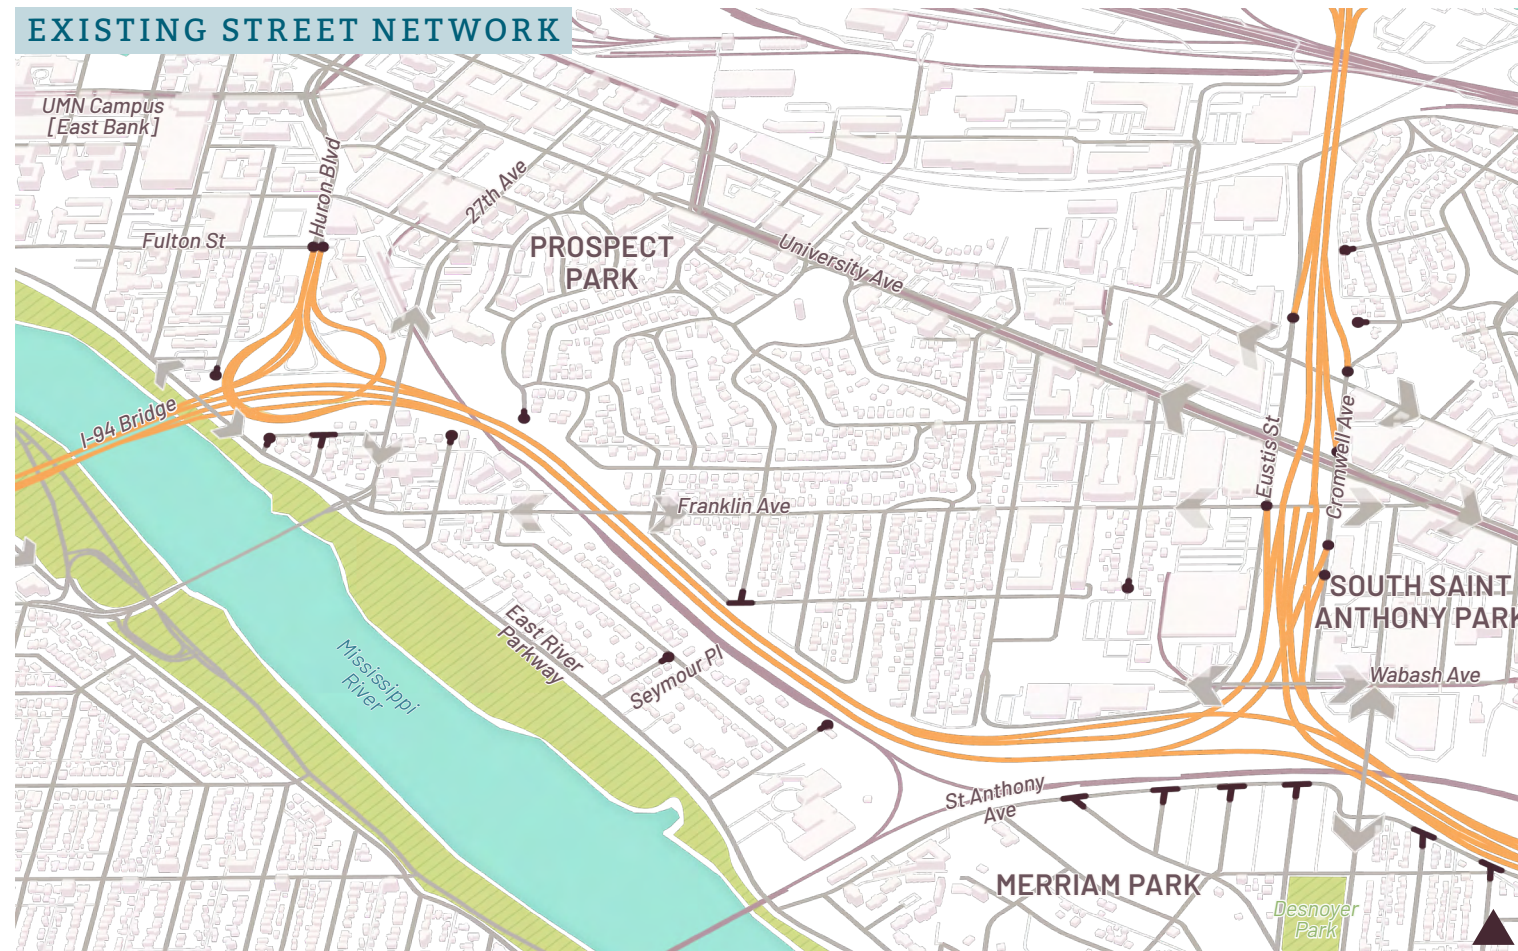 EXISTING STREET NETWORK
UMN Campus
[East Bank]
Huron Blvd
27th Ave
Fulton St
PROSPECT
PARK
University Ave
I-94 Bridge
Eustis St
Cromwell Ave
Franklin Ave
SOUTH SAINT
ANTHONY PARK
East River
Parkway
Mississippi
River
Seymour Pl
Wabash Ave
St Anthony
Ave
MERRIAM PARK
Desnoyer
Park